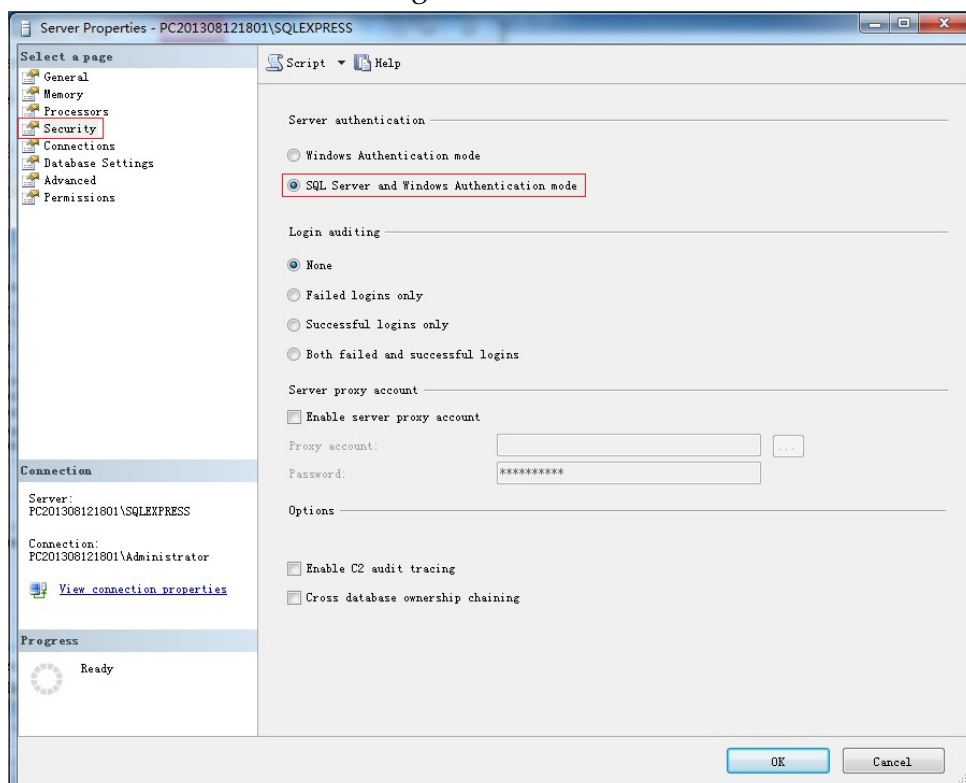 Server Properties - PC201308121801\SQLEXPRESS
Select a page
General
Memory
Processors
Security
Connections
Database Settings
Advanced
Permissions
Script Help
Server authentication
Windows Authentication mode
SQL Server and Windows Authentication mode
Login auditing
None
Failed logins only
Successful logins only
Both failed and successful logins
Server proxy account
Enable server proxy account
Proxy account:
...
Password:
**********
Options
Enable C2 audit tracing
Cross database ownership chaining
Connection
Server:
PC201308121801\SQLEXPRESS
Connection:
PC201308121801\Administrator
View connection properties
Progress
Ready
OK
Cancel